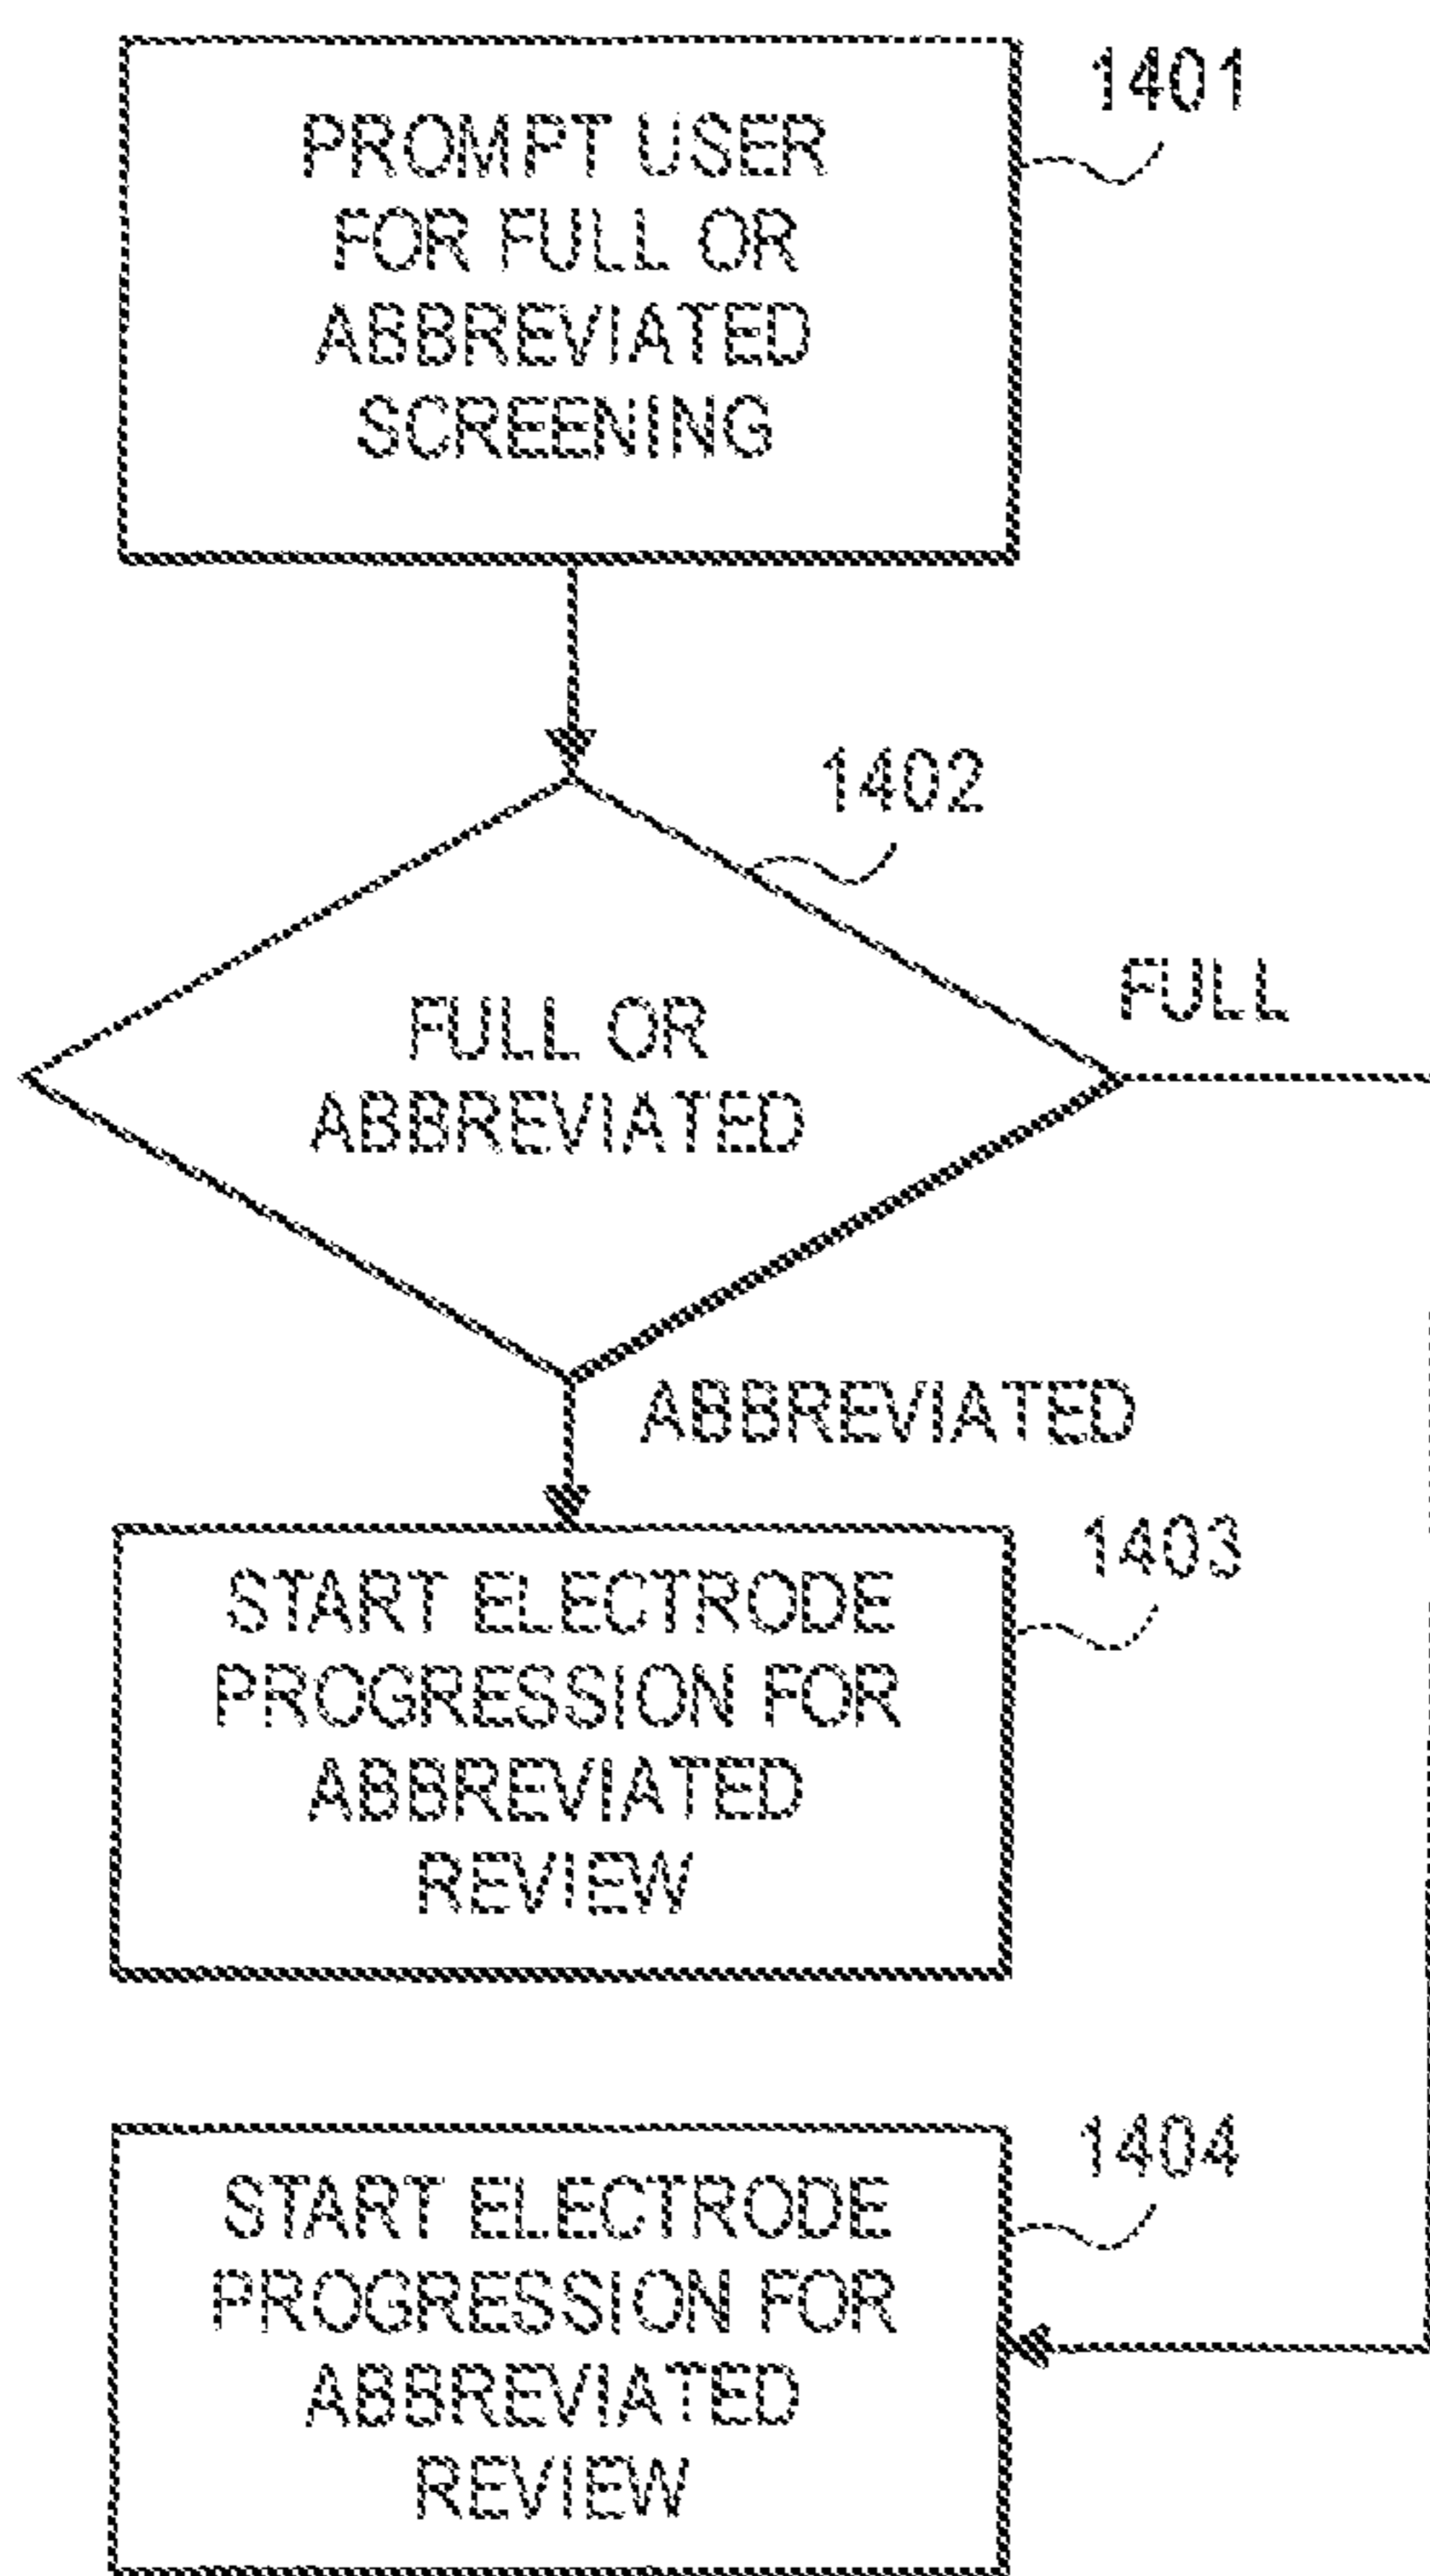 1401
PROMPT USER
FOR FULL OR
ABBREVIATED
SCREENING
1402
FULL
FULL OR
ABBREVIATED
ABBREVIATED
1403
START ELECTRODE
PROGRESSION FOR
ABBREVIATED
REVIEW
1404
START ELECTRODE
PROGRESSION FOR
ABBREVIATED
REVIEW